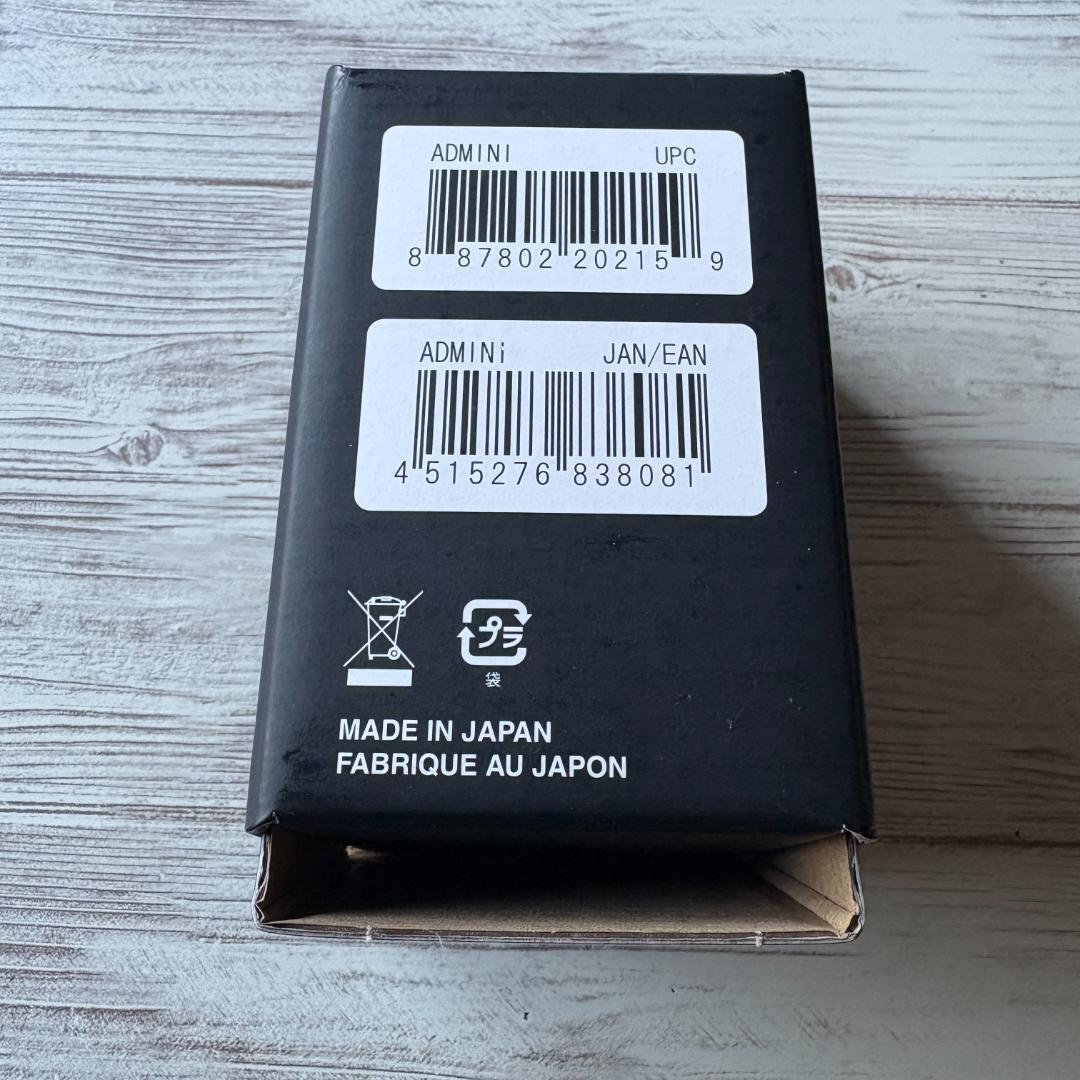 ADMINI UPC
8 87802 20215 9
ADMINi JAN/EAN
4 515276 838081
プラ
袋
MADE IN JAPAN
FABRIQUE AU JAPON